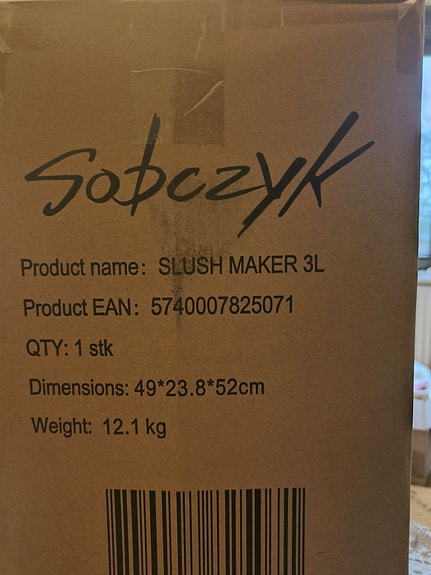 Sobczyk
Product name: SLUSH MAKER 3L
Product EAN: 5740007825071
QTY: 1 stk
Dimensions: 49*23.8*52cm
Weight: 12.1 kg